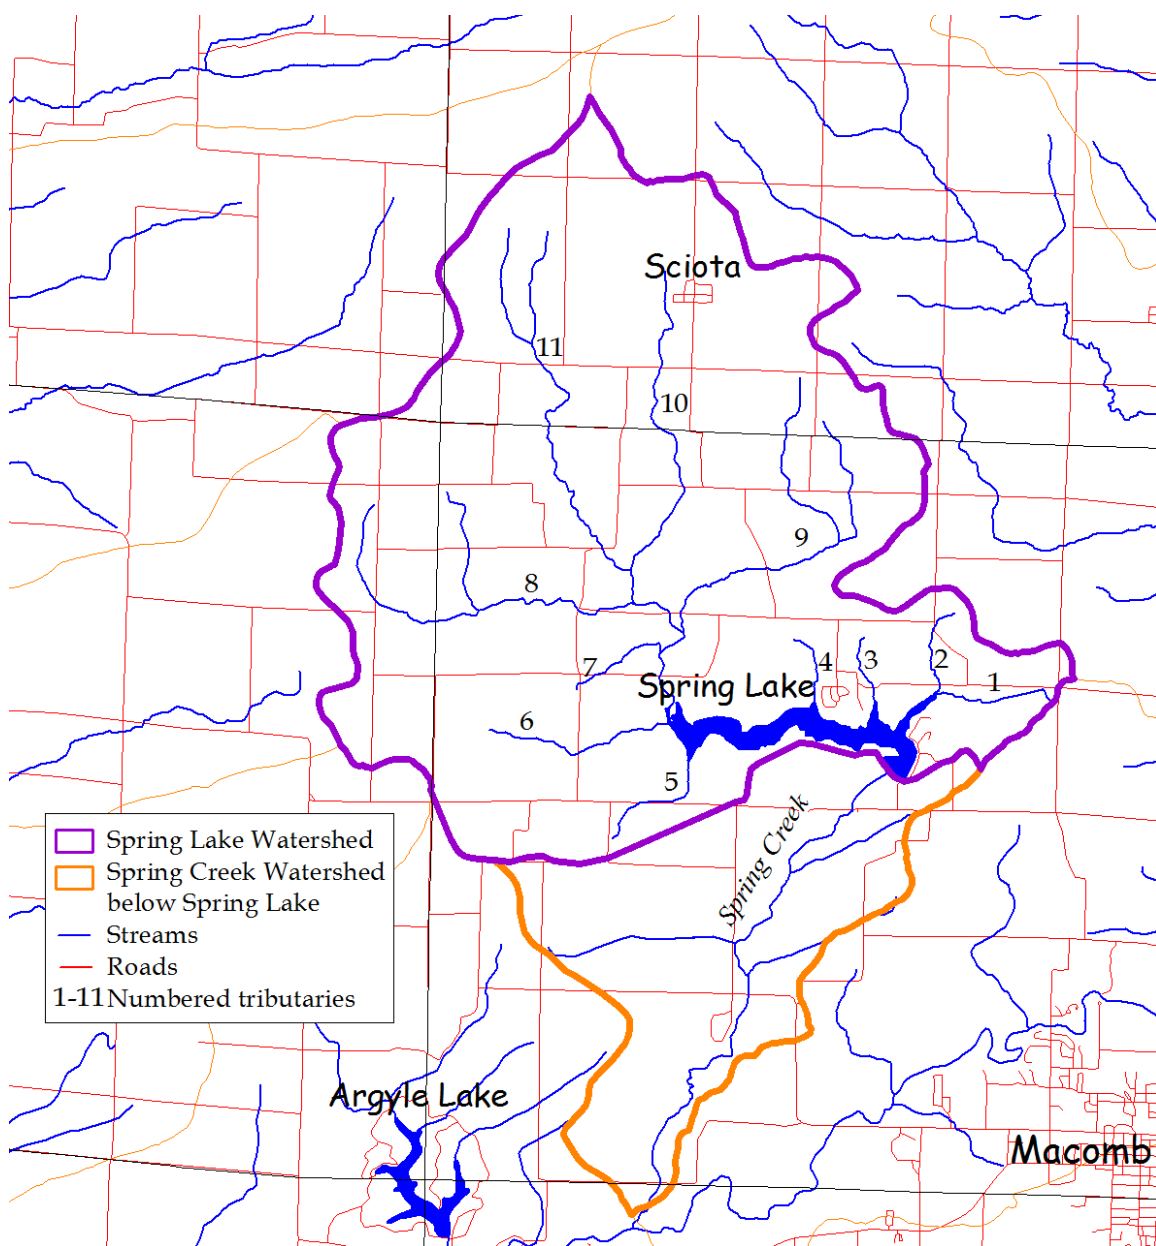 Sciota
11
10
9
8
7
4
3
2
1
Spring Lake
6
5
Spring Creek
Spring Lake Watershed
Spring Creek Watershed
below Spring Lake
Streams
Roads
1-11 Numbered tributaries
Argyle Lake
Macomb